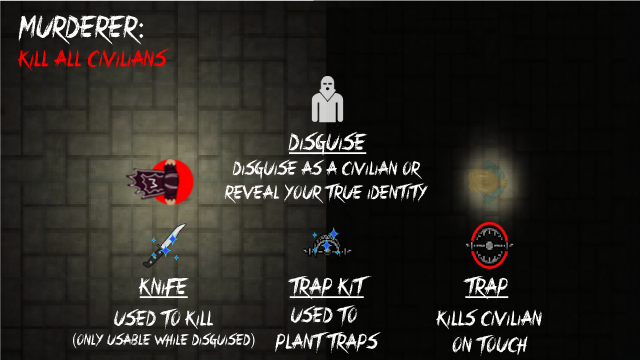 MURDERER:
KILL ALL CIVILIANS
DISGUISE
DISGUISE AS A CIVILIAN OR
REVEAL YOUR TRUE IDENTITY
KNIFE
USED TO KILL
(ONLY USABLE WHILE DISGUISED)
TRAP KIT
USED TO
PLANT TRAPS
TRAP
KILLS CIVILIAN
ON TOUCH